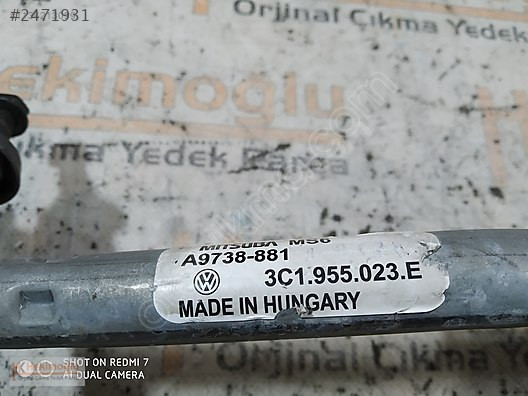 #2471931
Orjinal Çıkma Yedek
ekimoğlu
Çıkma Yedek Parça
MITSUBA MS6
A9738-881
3C1.955.023.E
MADE IN HUNGARY
SHOT ON REDMI 7
AI DUAL CAMERA
Orjinal Çıkma